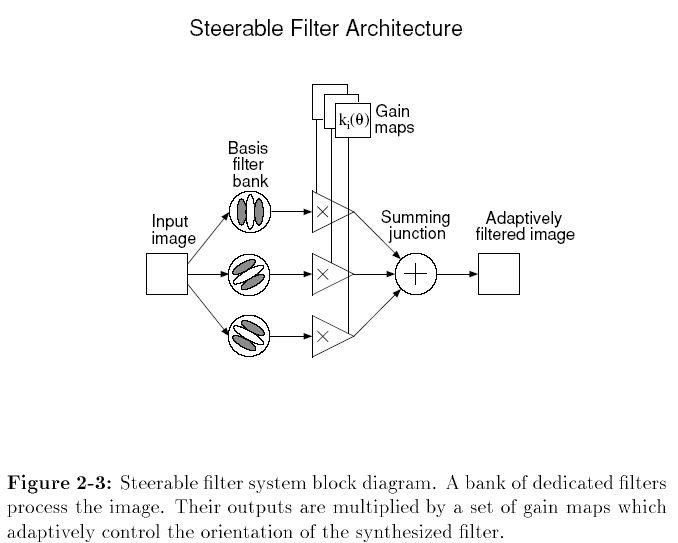 Steerable Filter Architecture
Gain
maps
k_i(θ)
Basis
filter
bank
×
Input
image
Summing
junction
Adaptively
filtered image
×
+
×
Figure 2-3: Steerable filter system block diagram. A bank of dedicated filters
process the image. Their outputs are multiplied by a set of gain maps which
adaptively control the orientation of the synthesized filter.